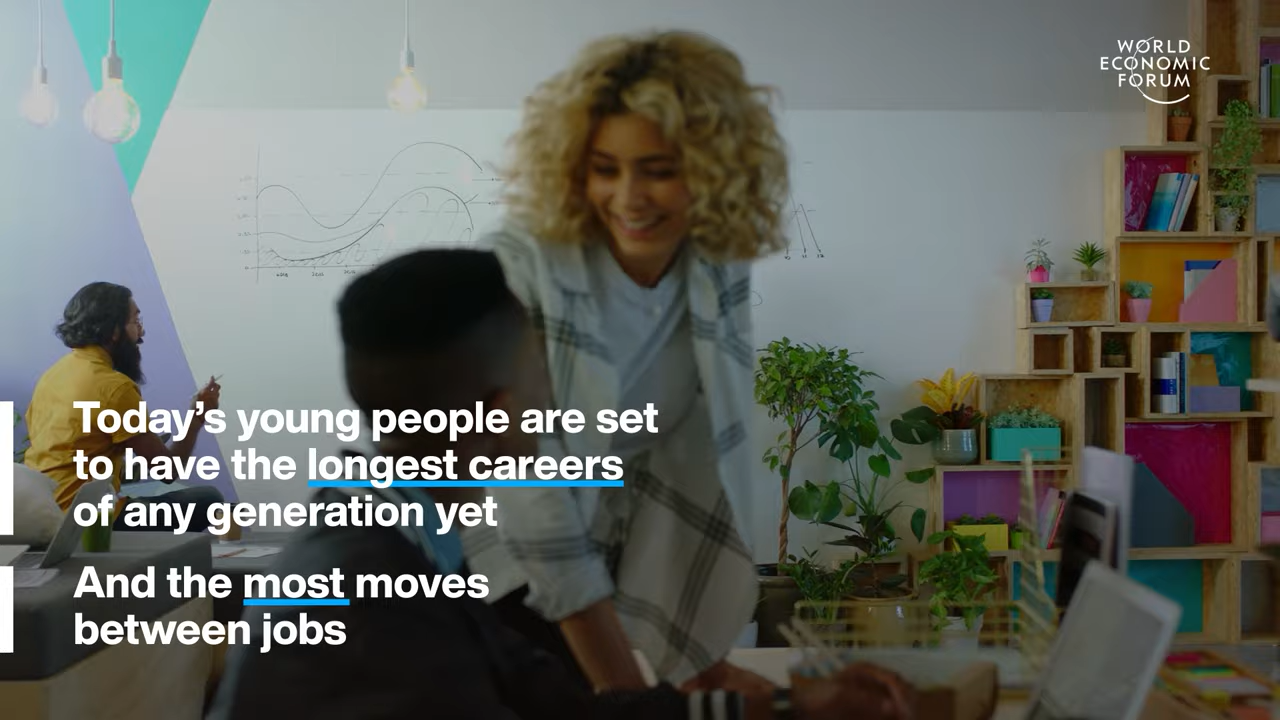 WORLD
ECONOMIC
FORUM
Today's young people are set
to have the longest careers
of any generation yet
And the most moves
between jobs